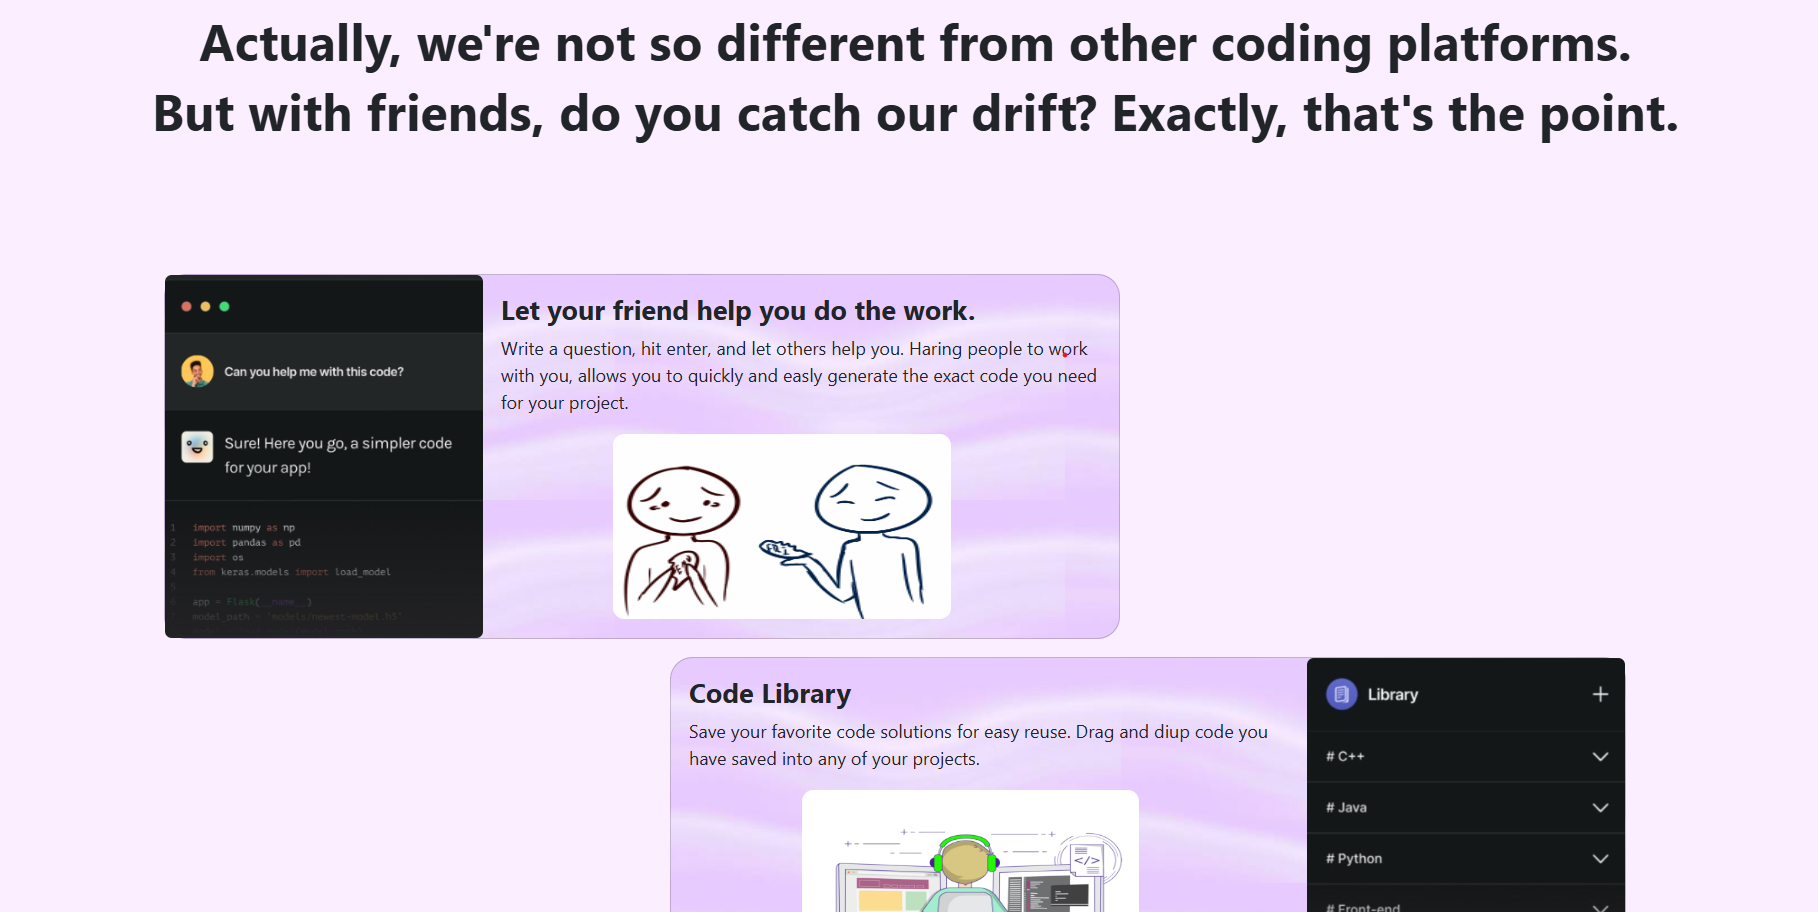 Actually, we're not so different from other coding platforms.
But with friends, do you catch our drift? Exactly, that's the point.
Can you help me with this code?
Sure! Here you go, a simpler code
for your app!
1 import numpy as np
2 import pandas as pd
3 import os
4 from keras.models import load_model
5
6 app = Flask(__name__)
7 model_path = 'models/newest-model.h5'
Let your friend help you do the work.
Write a question, hit enter, and let others help you. Haring people to work
with you, allows you to quickly and easly generate the exact code you need
for your project.
Code Library
Save your favorite code solutions for easy reuse. Drag and diup code you
have saved into any of your projects.
</>
Library
# C++
# Java
# Python
# Front-end